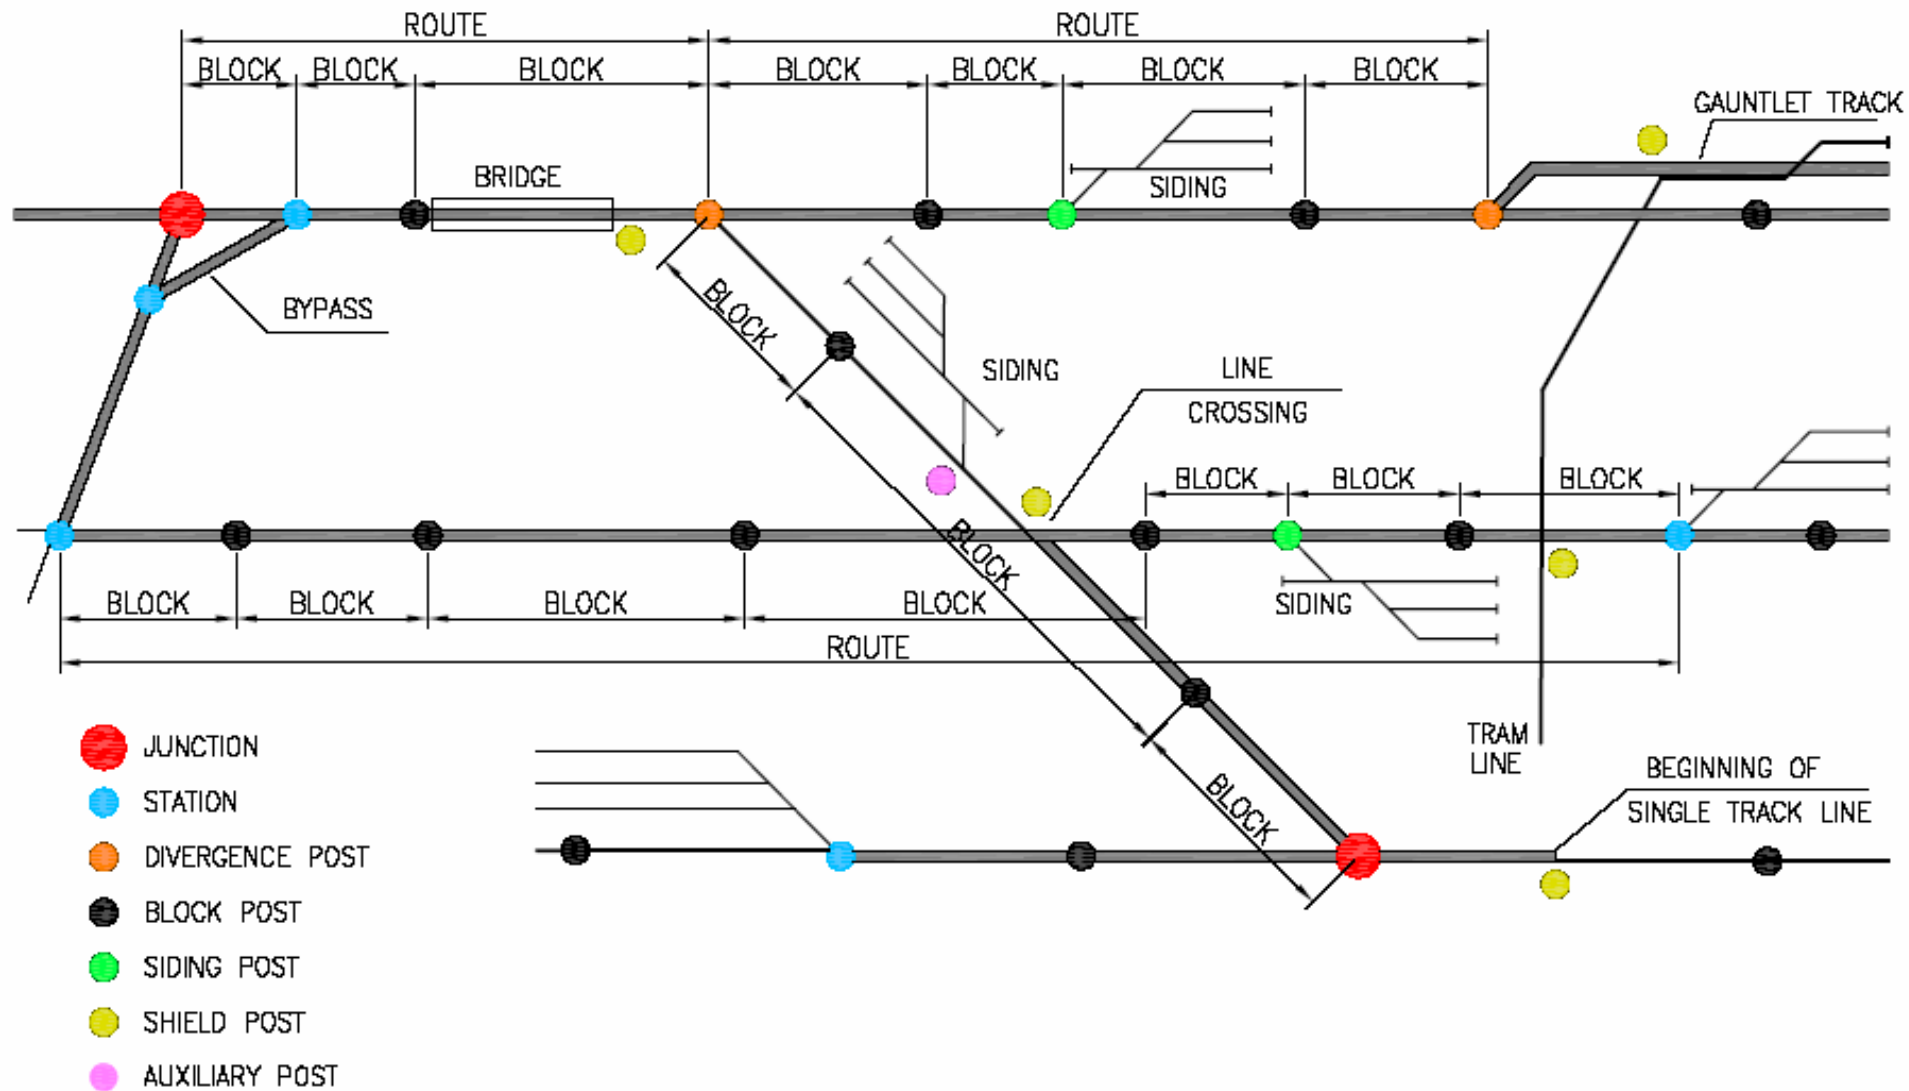 ROUTE
ROUTE
BLOCK
BLOCK
BLOCK
BLOCK
BLOCK
BLOCK
BLOCK
GAUNTLET TRACK
BRIDGE
SIDING
BYPASS
BLOCK
SIDING
LINE
CROSSING
BLOCK
BLOCK
BLOCK
BLOCK
BLOCK
BLOCK
BLOCK
BLOCK
SIDING
ROUTE
TRAM
LINE
BLOCK
BEGINNING OF
SINGLE TRACK LINE
JUNCTION
STATION
DIVERGENCE POST
BLOCK POST
SIDING POST
SHIELD POST
AUXILIARY POST